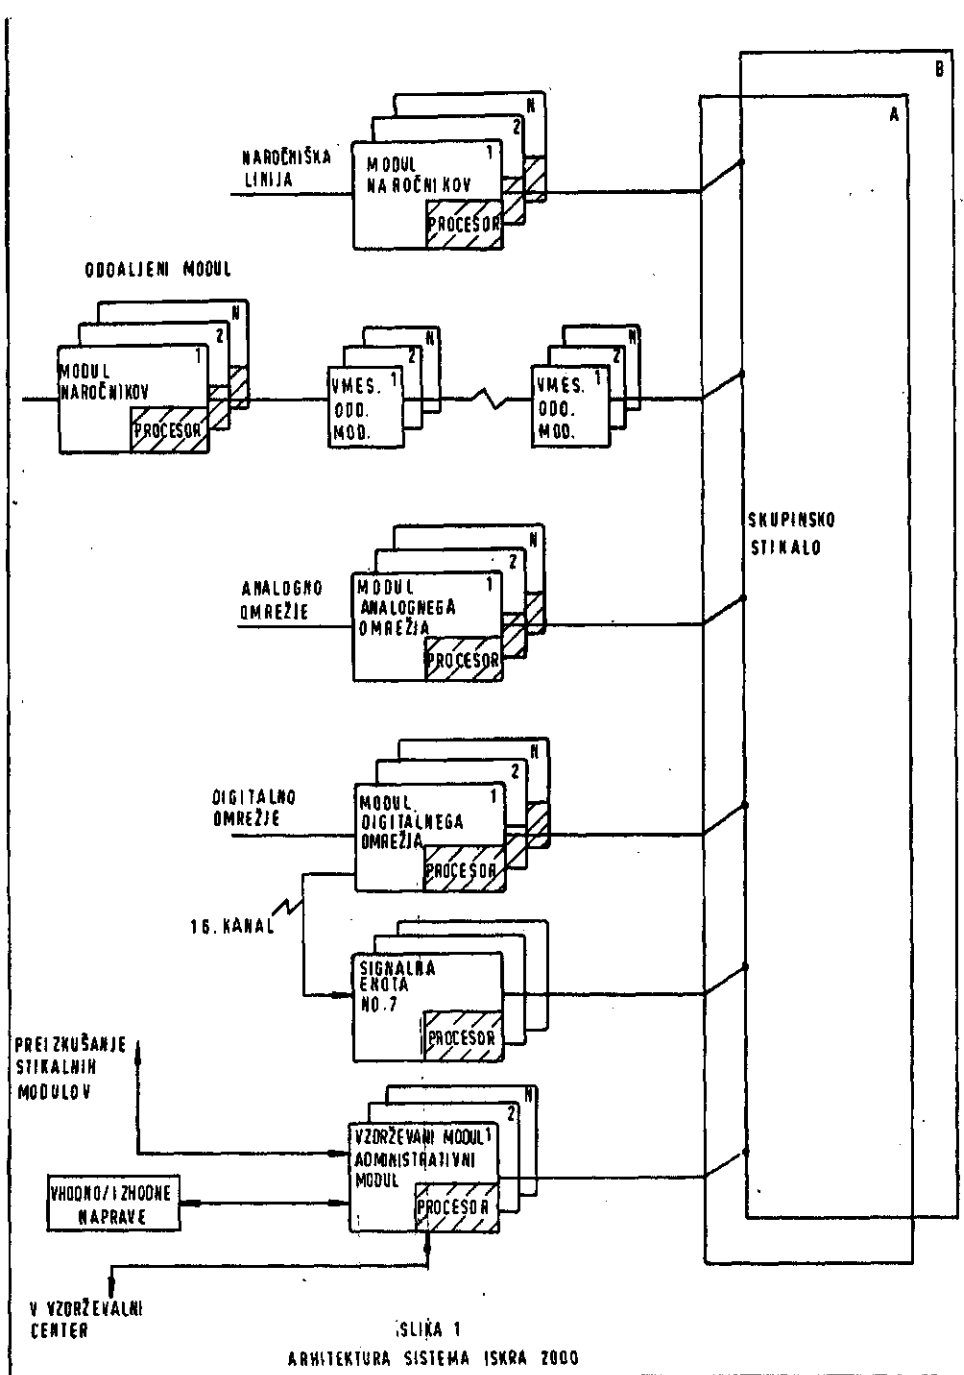 B
A
N
2
1
NAROČNIŠKA
LINIJA
MODUL
NAROČNIKOV
PROCESOR
ODDALJENI MODUL
N
2
1
MODUL
NAROČNIKOV
PROCESOR
N
2
1
VMES.
ODD.
MOD.
N
2
1
VMES.
ODD.
MOD.
SKUPINSKO
STIKALO
N
2
1
ANALOGNO
OMREŽJE
MODUL
ANALOGNEGA
OMREŽJA
PROCESOR
N
2
1
DIGITALNO
OMREŽJE
MODUL
DIGITALNEGA
OMREŽJA
PROCESOR
16. KANAL
SIGNALNA
ENOTA
NO.7
PROCESOR
PREIZKUŠANJE
STIKALNIH
MODULOV
N
2
VZDRŽEVANI MODUL 1
ADMINISTRATIVNI
MODUL
PROCESOR
VHODNO/IZHODNE
NAPRAVE
V VZDRŽEVALNI
CENTER
SLIKA 1
ARHITEKTURA SISTEMA ISKRA 2000